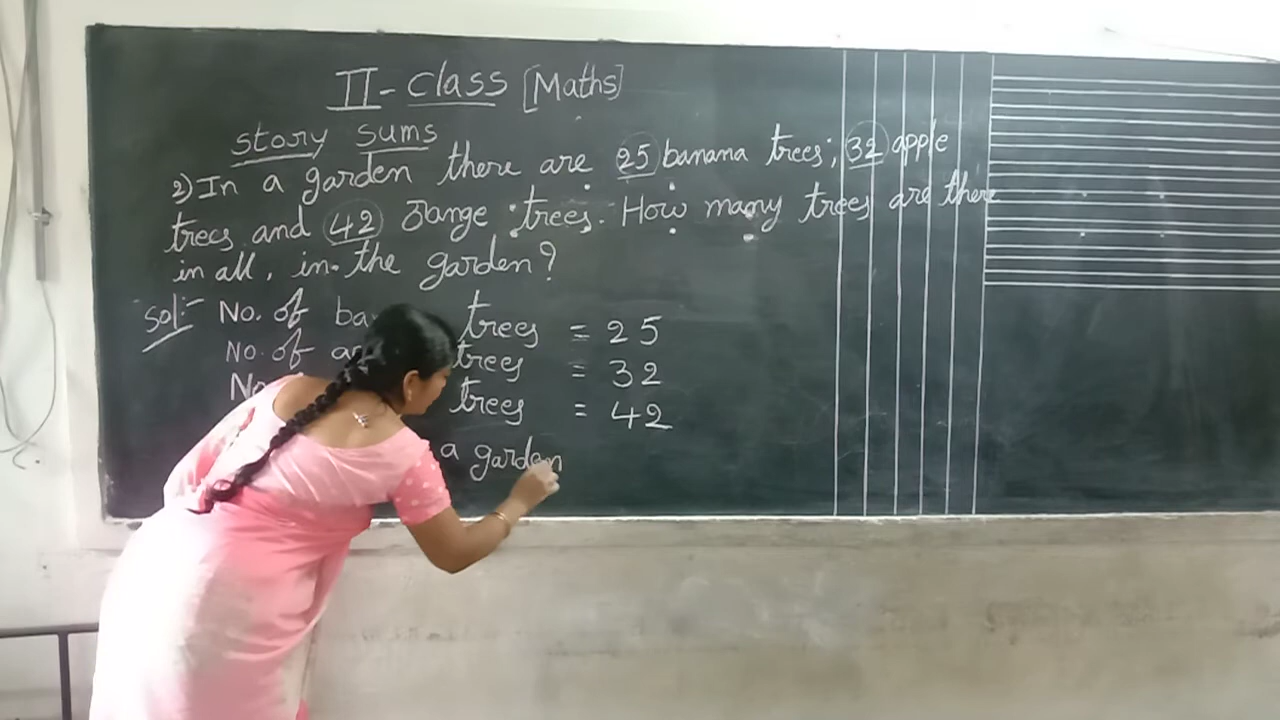 II - Class [Maths]
Story Sums
2) In a garden there are 25 banana trees; 32 apple
trees and 42 orange trees. How many trees are there
in all, in the garden?
Sol:- No. of trees = 25
No. of trees = 32
trees = 42
a garden